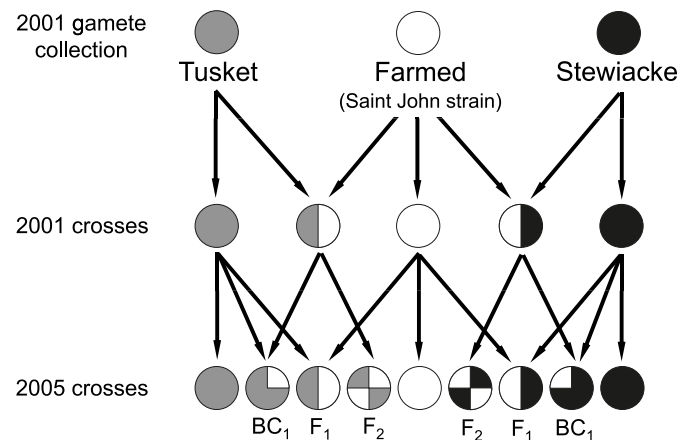 2001 gamete
collection
Tusket
Farmed
(Saint John strain)
Stewiacke
2001 crosses
2005 crosses
BC₁ F₁ F₂ F₂ F₁ BC₁